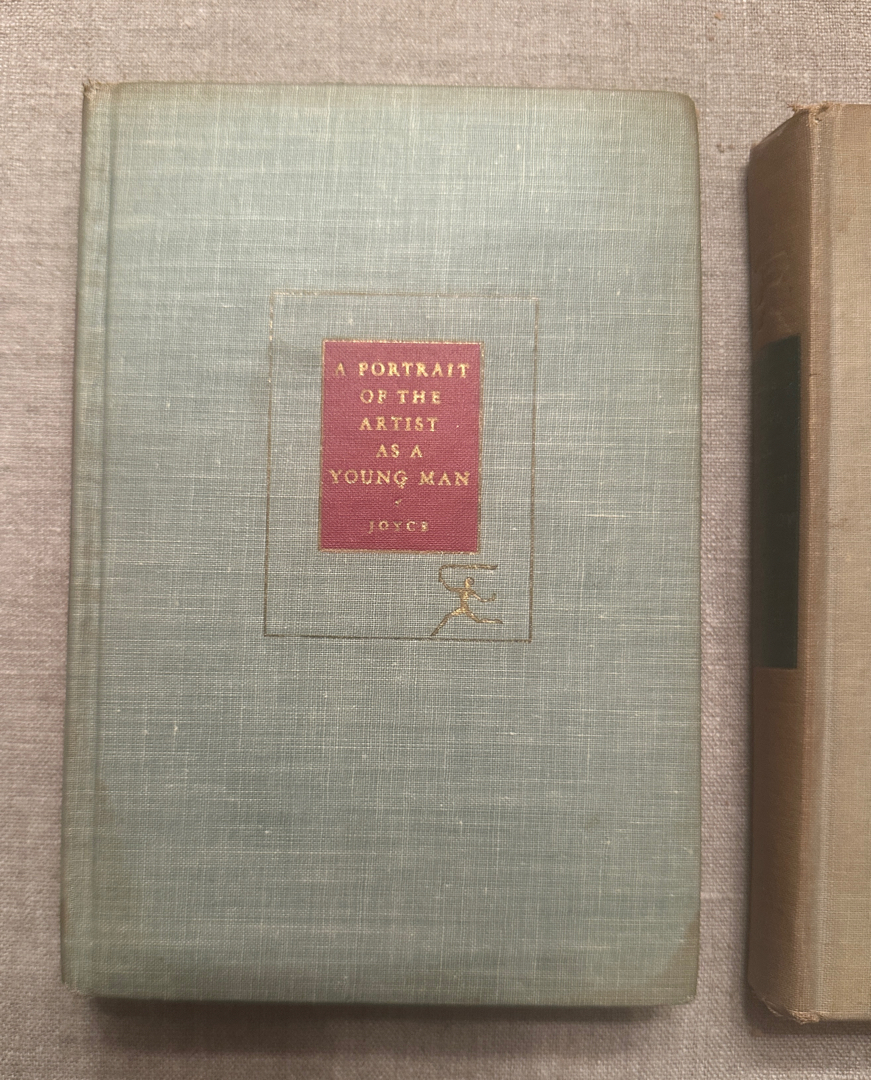 A PORTRAIT
OF THE
ARTIST
AS A
YOUNG MAN
JOYCE